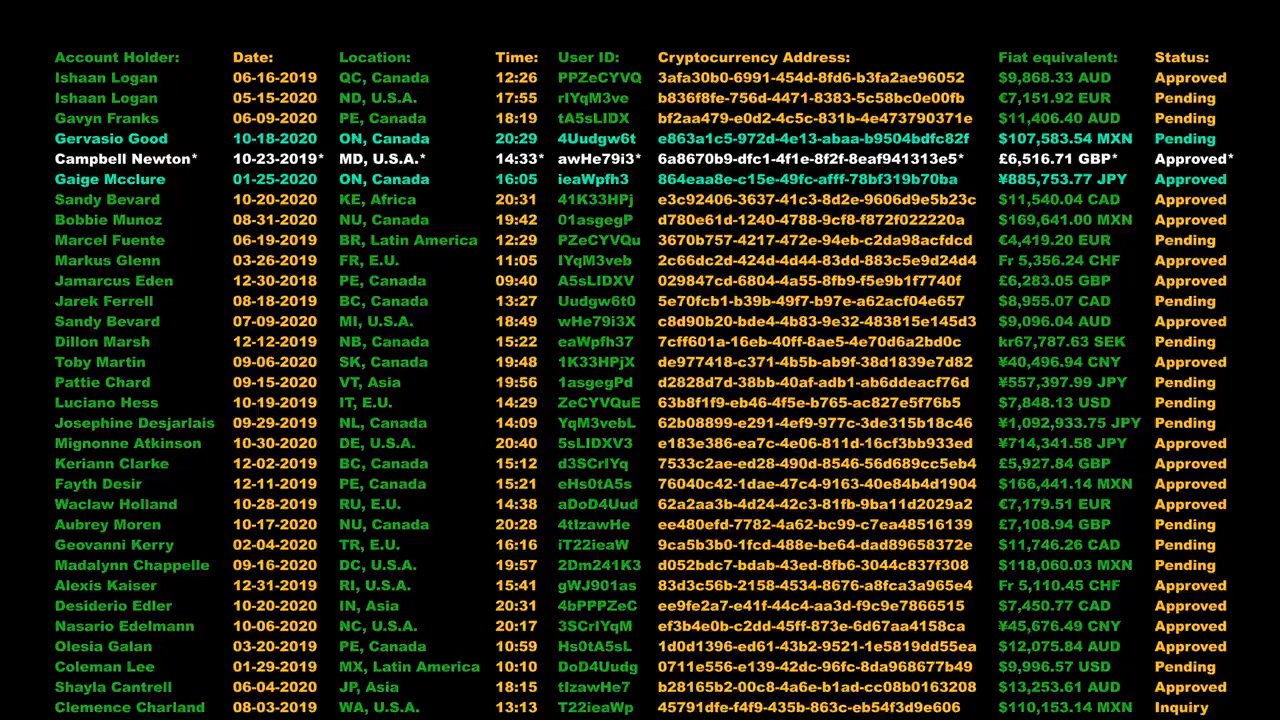 Account Holder: Date: Location: Time: User ID: Cryptocurrency Address: Fiat equivalent: Status:
Ishaan Logan 06-16-2019 QC, Canada 12:26 PPZeCYVQ 3afa30b0-6991-454d-8fd6-b3fa2ae96052 $9,868.33 AUD Approved
Ishaan Logan 05-15-2020 ND, U.S.A. 17:55 rIYqM3ve b836f8fe-756d-4471-8383-5c58bc0e00fb €7,151.92 EUR Pending
Gavyn Franks 06-09-2020 PE, Canada 18:19 tA5sLIDX bf2aa479-e0d2-4c5c-831b-4e473790371e $11,406.40 AUD Pending
Gervasio Good 10-18-2020 ON, Canada 20:29 4Uudgw6t e863a1c5-972d-4e13-abaa-b9504bdfc82f $107,583.54 MXN Pending
Campbell Newton* 10-23-2019* MD, U.S.A.* 14:33* awHe79i3* 6a8670b9-dfc1-4f1e-8f2f-8eaf941313e5* £6,516.71 GBP* Approved*
Gaige Mcclure 01-25-2020 ON, Canada 16:05 ieaWpfh3 864eaa8e-c15e-49fc-afff-78bf319b70ba ¥885,753.77 JPY Approved
Sandy Bevard 10-20-2020 KE, Africa 20:31 41K33HPj e3c92406-3637-41c3-8d2e-9606d9e5b23c $11,540.04 CAD Approved
Bobbie Munoz 08-31-2020 NU, Canada 19:42 01asgegP d780e61d-1240-4788-9cf8-f872f022220a $169,641.00 MXN Pending
Marcel Fuente 06-19-2019 BR, Latin America 12:29 PZeCYVQu 3670b757-4217-472e-94eb-c2da98acfdcd €4,419.20 EUR Pending
Markus Glenn 03-26-2019 FR, E.U. 11:05 IYqM3veb 2c66dc2d-424d-4d44-83dd-883c5e9d24d4 Fr 5,356.24 CHF Approved
Jamarcus Eden 12-30-2018 PE, Canada 09:40 A5sLIDXV 029847cd-6804-4a55-8fb9-f5e9b1f7740f £6,283.05 GBP Approved
Jarek Ferrell 08-18-2019 BC, Canada 13:27 Uudgw6t0 5e70fcb1-b39b-49f7-b97e-a62acf04e657 $8,955.07 CAD Pending
Sandy Bevard 07-09-2020 MI, U.S.A. 18:49 wHe79i3X c8d90b20-bde4-4b83-9e32-483815e145d3 $9,096.04 AUD Approved
Dillon Marsh 12-12-2019 NB, Canada 15:22 eaWpfh37 7cff601a-16eb-40ff-8ae5-4e70d6a2bd0c kr67,787.63 SEK Pending
Toby Martin 09-06-2020 SK, Canada 19:48 1K33HPjX de977418-c371-4b5b-ab9f-38d1839e7d82 ¥40,496.94 CNY Approved
Pattie Chard 09-15-2020 VT, Asia 19:56 1asgegPd d2828d7d-38bb-40af-adb1-ab6ddeacf76d ¥557,397.99 JPY Pending
Luciano Hess 10-19-2019 IT, E.U. 14:29 ZeCYVQuE 63b8f1f9-eb46-4f5e-b765-ac827e5f76b5 $7,848.13 USD Pending
Josephine Desjarlais 09-29-2019 NL, Canada 14:09 YqM3vebL 62b08899-e291-4ef9-977c-3de315b18c46 ¥1,092,933.75 JPY Pending
Mignonne Atkinson 10-30-2020 DE, U.S.A. 20:40 5sLIDXV3 e183e386-ea7c-4e06-811d-16cf3bb933ed ¥714,341.58 JPY Approved
Keriann Clarke 12-02-2019 BC, Canada 15:12 d3SCrIYq 7533c2ae-ed28-490d-8546-56d689cc5eb4 £5,927.84 GBP Approved
Fayth Desir 12-11-2019 PE, Canada 15:21 eHs0tA5s 76040c42-1dae-47c4-9163-40e84b4d1904 $166,441.14 MXN Approved
Waclaw Holland 10-28-2019 RU, E.U. 14:38 aDoD4Uud 62a2aa3b-4d24-42c3-81fb-9ba11d2029a2 €7,179.51 EUR Approved
Aubrey Moren 10-17-2020 NU, Canada 20:28 4tIzawHe ee480efd-7782-4a62-bc99-c7ea48516139 £7,108.94 GBP Pending
Geovanni Kerry 02-04-2020 TR, E.U. 16:16 iT22ieaW 9ca5b3b0-1fcd-488e-be64-dad89658372e $11,746.26 CAD Pending
Madalynn Chappelle 09-16-2020 DC, U.S.A. 19:57 2Dm241K3 d052bdc7-bdab-43ed-8fb6-3044c837f308 $118,060.03 MXN Pending
Alexis Kaiser 12-31-2019 RI, U.S.A. 15:41 gWJ901as 83d3c56b-2158-4534-8676-a8fca3a965e4 Fr 5,110.45 CHF Approved
Desiderio Edler 10-20-2020 IN, Asia 20:31 4bPPPZeC ee9fe2a7-e41f-44c4-aa3d-f9c9e7866515 $7,450.77 CAD Approved
Nasario Edelmann 10-06-2020 NC, U.S.A. 20:17 3SCrIYqM ef3b4e0b-c2dd-45ff-873e-6d67aa4158ca ¥45,676.49 CNY Approved
Olesia Galan 03-20-2019 PE, Canada 10:59 Hs0tA5sL 1d0d1396-ed61-43b2-9521-1e5819dd55ea $12,075.84 AUD Approved
Coleman Lee 01-29-2019 MX, Latin America 10:10 DoD4Uudg 0711e556-e139-42dc-96fc-8da968677b49 $9,996.57 USD Pending
Shayla Cantrell 06-04-2020 JP, Asia 18:15 tIzawHe7 b28165b2-00c8-4a6e-b1ad-cc08b0163208 $13,253.61 AUD Approved
Clemence Charland 08-03-2019 WA, U.S.A. 13:13 T22ieaWp 45791dfe-f4f9-435b-863c-eb54f3d9e606 $110,153.14 MXN Inquiry